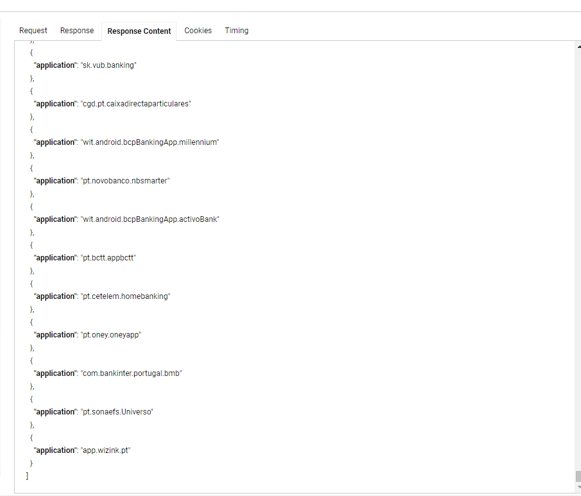 Request Response Response Content Cookies Timing
},
{
"application": "sk.vub.banking"
},
{
"application": "cgd.pt.caixadirectaparticulares"
},
{
"application": "wit.android.bcpBankingApp.millennium"
},
{
"application": "pt.novobanco.nbsmarter"
},
{
"application": "wit.android.bcpBankingApp.activoBank"
},
{
"application": "pt.bctt.appbctt"
},
{
"application": "pt.cetelem.homebanking"
},
{
"application": "pt.oney.oneyapp"
},
{
"application": "com.bankinter.portugal.bmb"
},
{
"application": "pt.sonaefs.Universo"
},
{
"application": "app.wizink.pt"
}
]